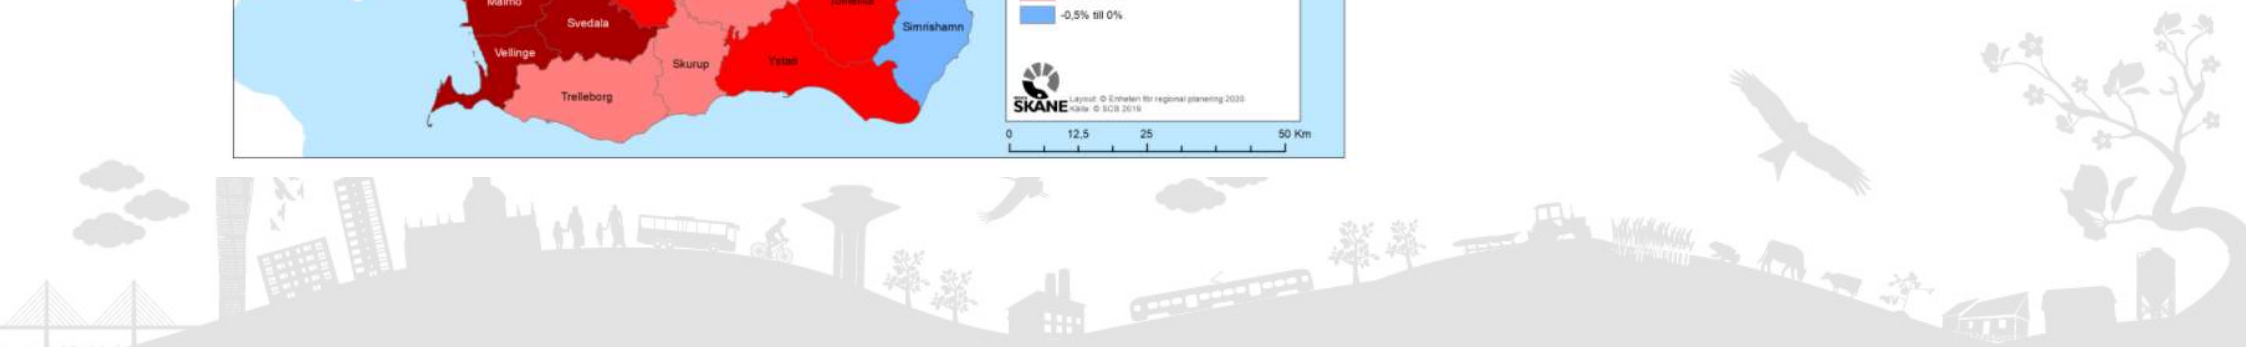 Malmö
Svedala
Vellinge
Trelleborg
Skurup
Ystad
Tomelilla
Simrishamn
-0,5% till 0%
SKÅNE
Layout: © Enheten för regional planering 2020
Källa: © SCB 2019
0 12,5 25 50 Km